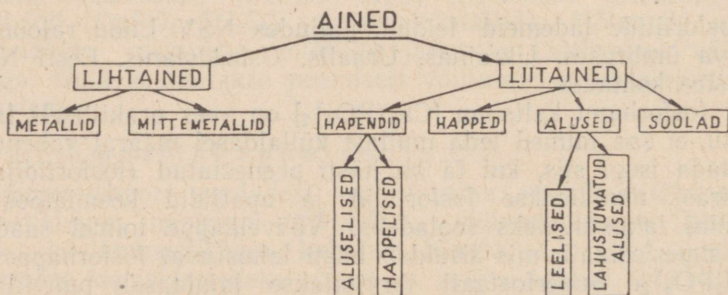 AINED
LIHTAINED
LIITAINED
METALLID
MITTEMETALLID
HAPENDID
HAPPED
ALUSED
SOOLAD
ALUSELISED
HAPPELISED
LEELISED
LAHUSTUMATUD
ALUSED